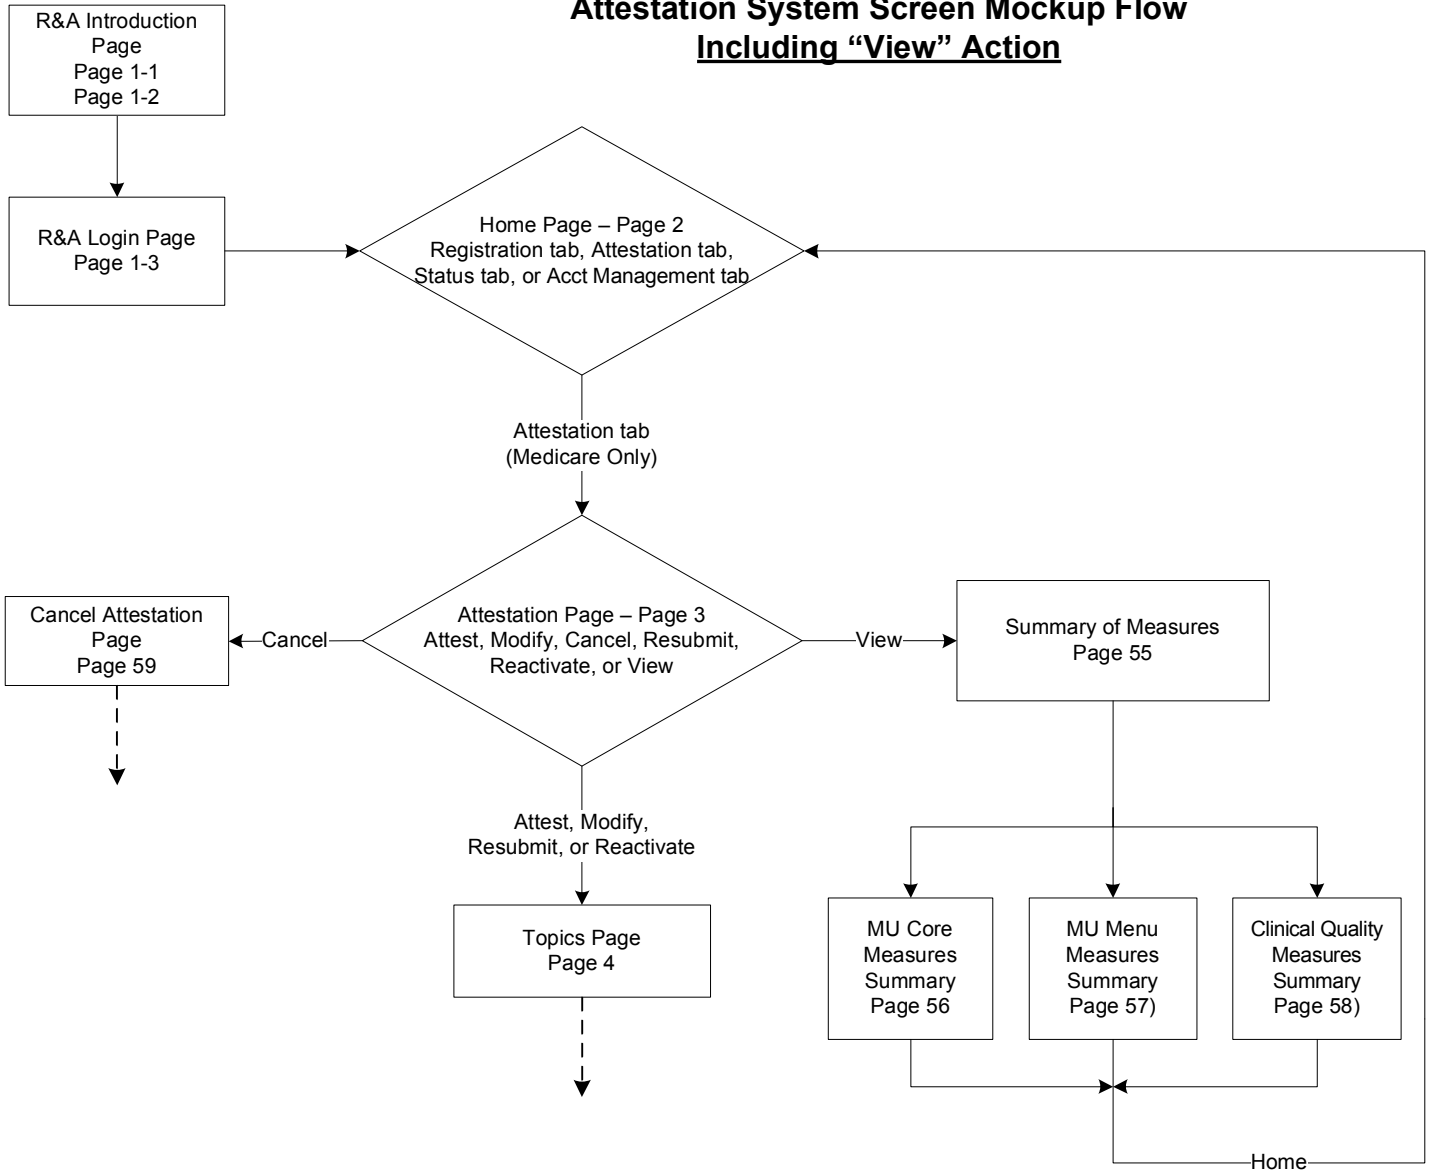 Attestation System Screen Mockup Flow
Including “View” Action
R&A Introduction
Page
Page 1-1
Page 1-2
R&A Login Page
Page 1-3
Home Page – Page 2
Registration tab, Attestation tab,
Status tab, or Acct Management tab
Attestation tab
(Medicare Only)
Cancel Attestation
Page
Page 59
Cancel
Attestation Page – Page 3
Attest, Modify, Cancel, Resubmit,
Reactivate, or View
View
Summary of Measures
Page 55
Attest, Modify,
Resubmit, or Reactivate
Topics Page
Page 4
MU Core
Measures
Summary
Page 56
MU Menu
Measures
Summary
Page 57)
Clinical Quality
Measures
Summary
Page 58)
Home